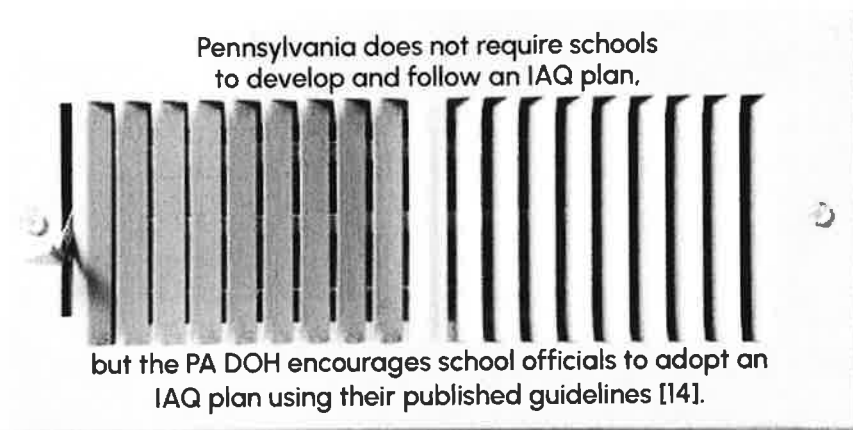 Pennsylvania does not require schools
to develop and follow an IAQ plan,
but the PA DOH encourages school officials to adopt an
IAQ plan using their published guidelines [14].